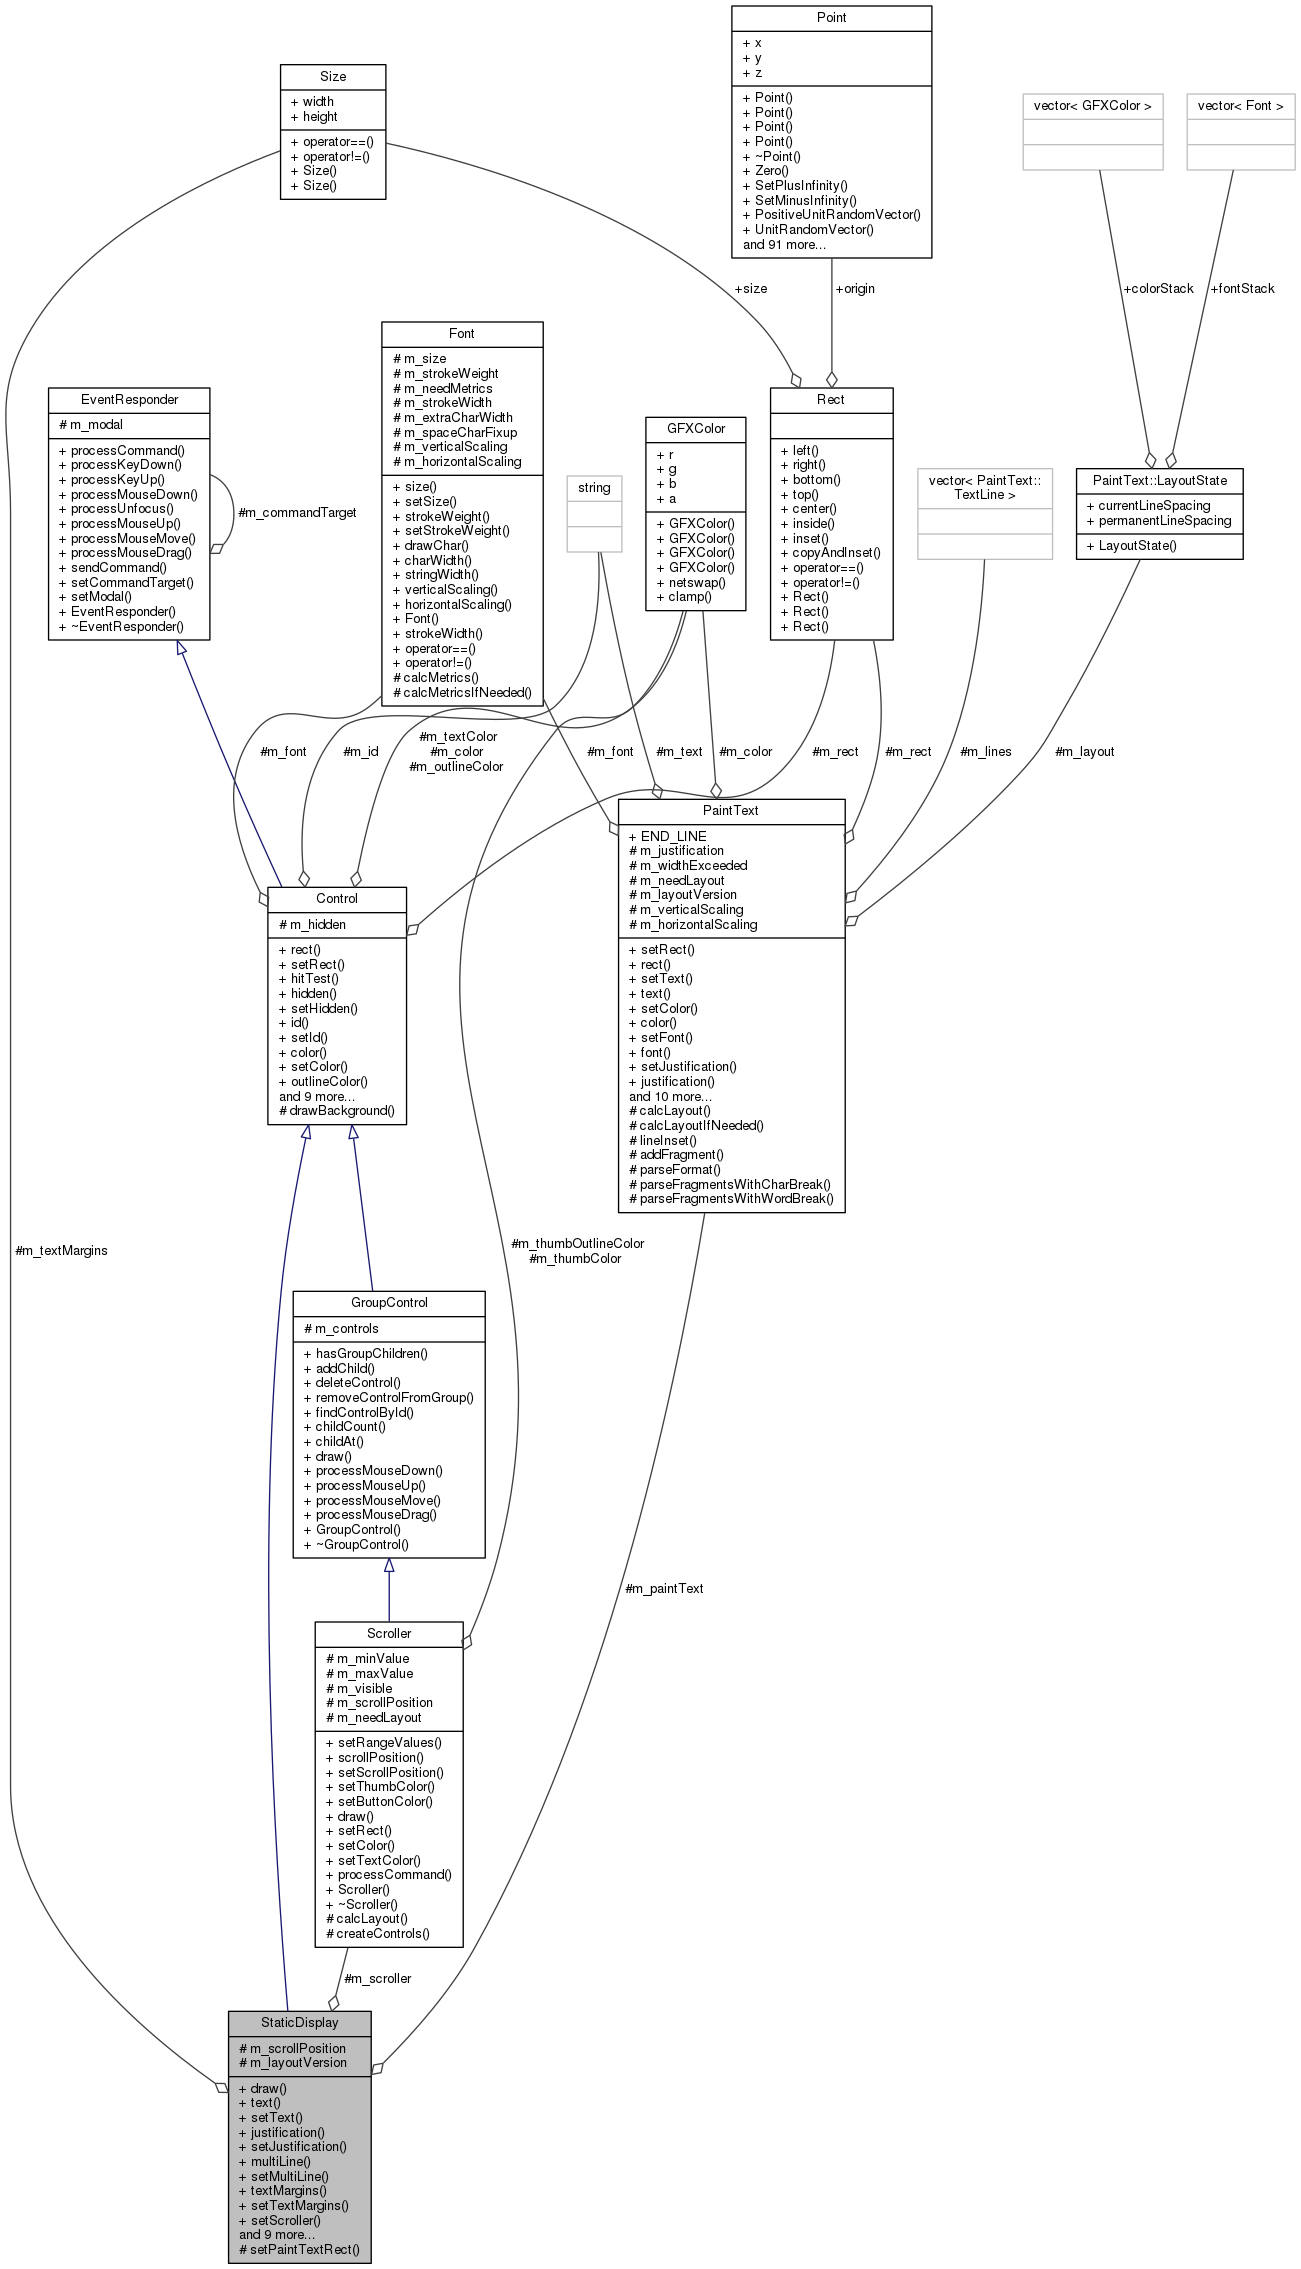 Point
+ x
+ y
+ z
+ Point()
+ Point()
+ Point()
+ Point()
+ ~Point()
+ Zero()
+ SetPlusInfinity()
+ SetMinusInfinity()
+ PositiveUnitRandomVector()
+ UnitRandomVector()
and 91 more...
Size
+ width
+ height
+ operator==()
+ operator!=()
+ Size()
+ Size()
vector< GFXColor >
vector< Font >
+size
+origin
+colorStack
+fontStack
Font
# m_size
# m_strokeWeight
# m_needMetrics
# m_strokeWidth
# m_extraCharWidth
# m_spaceCharFixup
# m_verticalScaling
# m_horizontalScaling
+ size()
+ setSize()
+ strokeWeight()
+ setStrokeWeight()
+ drawChar()
+ charWidth()
+ stringWidth()
+ verticalScaling()
+ horizontalScaling()
+ Font()
+ strokeWidth()
+ operator==()
+ operator!=()
# calcMetrics()
# calcMetricsIfNeeded()
EventResponder
# m_modal
+ processCommand()
+ processKeyDown()
+ processKeyUp()
+ processMouseDown()
+ processUnfocus()
+ processMouseUp()
+ processMouseMove()
+ processMouseDrag()
+ sendCommand()
+ setCommandTarget()
+ setModal()
+ EventResponder()
+ ~EventResponder()
#m_commandTarget
string
GFXColor
+ r
+ g
+ b
+ a
+ GFXColor()
+ GFXColor()
+ GFXColor()
+ GFXColor()
+ netswap()
+ clamp()
Rect
+ left()
+ right()
+ bottom()
+ top()
+ center()
+ inside()
+ inset()
+ copyAndInset()
+ operator==()
+ operator!=()
+ Rect()
+ Rect()
+ Rect()
vector< PaintText::
TextLine >
PaintText::LayoutState
+ currentLineSpacing
+ permanentLineSpacing
+ LayoutState()
#m_font
#m_id
#m_textColor
#m_color
#m_outlineColor
#m_font
#m_text
#m_color
#m_rect
#m_rect
#m_lines
#m_layout
PaintText
+ END_LINE
# m_justification
# m_widthExceeded
# m_needLayout
# m_layoutVersion
# m_verticalScaling
# m_horizontalScaling
+ setRect()
+ rect()
+ setText()
+ text()
+ setColor()
+ color()
+ setFont()
+ font()
+ setJustification()
+ justification()
and 10 more...
# calcLayout()
# calcLayoutIfNeeded()
# lineInset()
# addFragment()
# parseFormat()
# parseFragmentsWithCharBreak()
# parseFragmentsWithWordBreak()
Control
# m_hidden
+ rect()
+ setRect()
+ hitTest()
+ hidden()
+ setHidden()
+ id()
+ setId()
+ color()
+ setColor()
+ outlineColor()
and 9 more...
# drawBackground()
#m_textMargins
#m_thumbOutlineColor
#m_thumbColor
GroupControl
# m_controls
+ hasGroupChildren()
+ addChild()
+ deleteControl()
+ removeControlFromGroup()
+ findControlById()
+ childCount()
+ childAt()
+ draw()
+ processMouseDown()
+ processMouseUp()
+ processMouseMove()
+ processMouseDrag()
+ GroupControl()
+ ~GroupControl()
#m_paintText
Scroller
# m_minValue
# m_maxValue
# m_visible
# m_scrollPosition
# m_needLayout
+ setRangeValues()
+ scrollPosition()
+ setScrollPosition()
+ setThumbColor()
+ setButtonColor()
+ draw()
+ setRect()
+ setColor()
+ setTextColor()
+ processCommand()
+ Scroller()
+ ~Scroller()
# calcLayout()
# createControls()
#m_scroller
StaticDisplay
# m_scrollPosition
# m_layoutVersion
+ draw()
+ text()
+ setText()
+ justification()
+ setJustification()
+ multiLine()
+ setMultiLine()
+ textMargins()
+ setTextMargins()
+ setScroller()
and 9 more...
# setPaintTextRect()